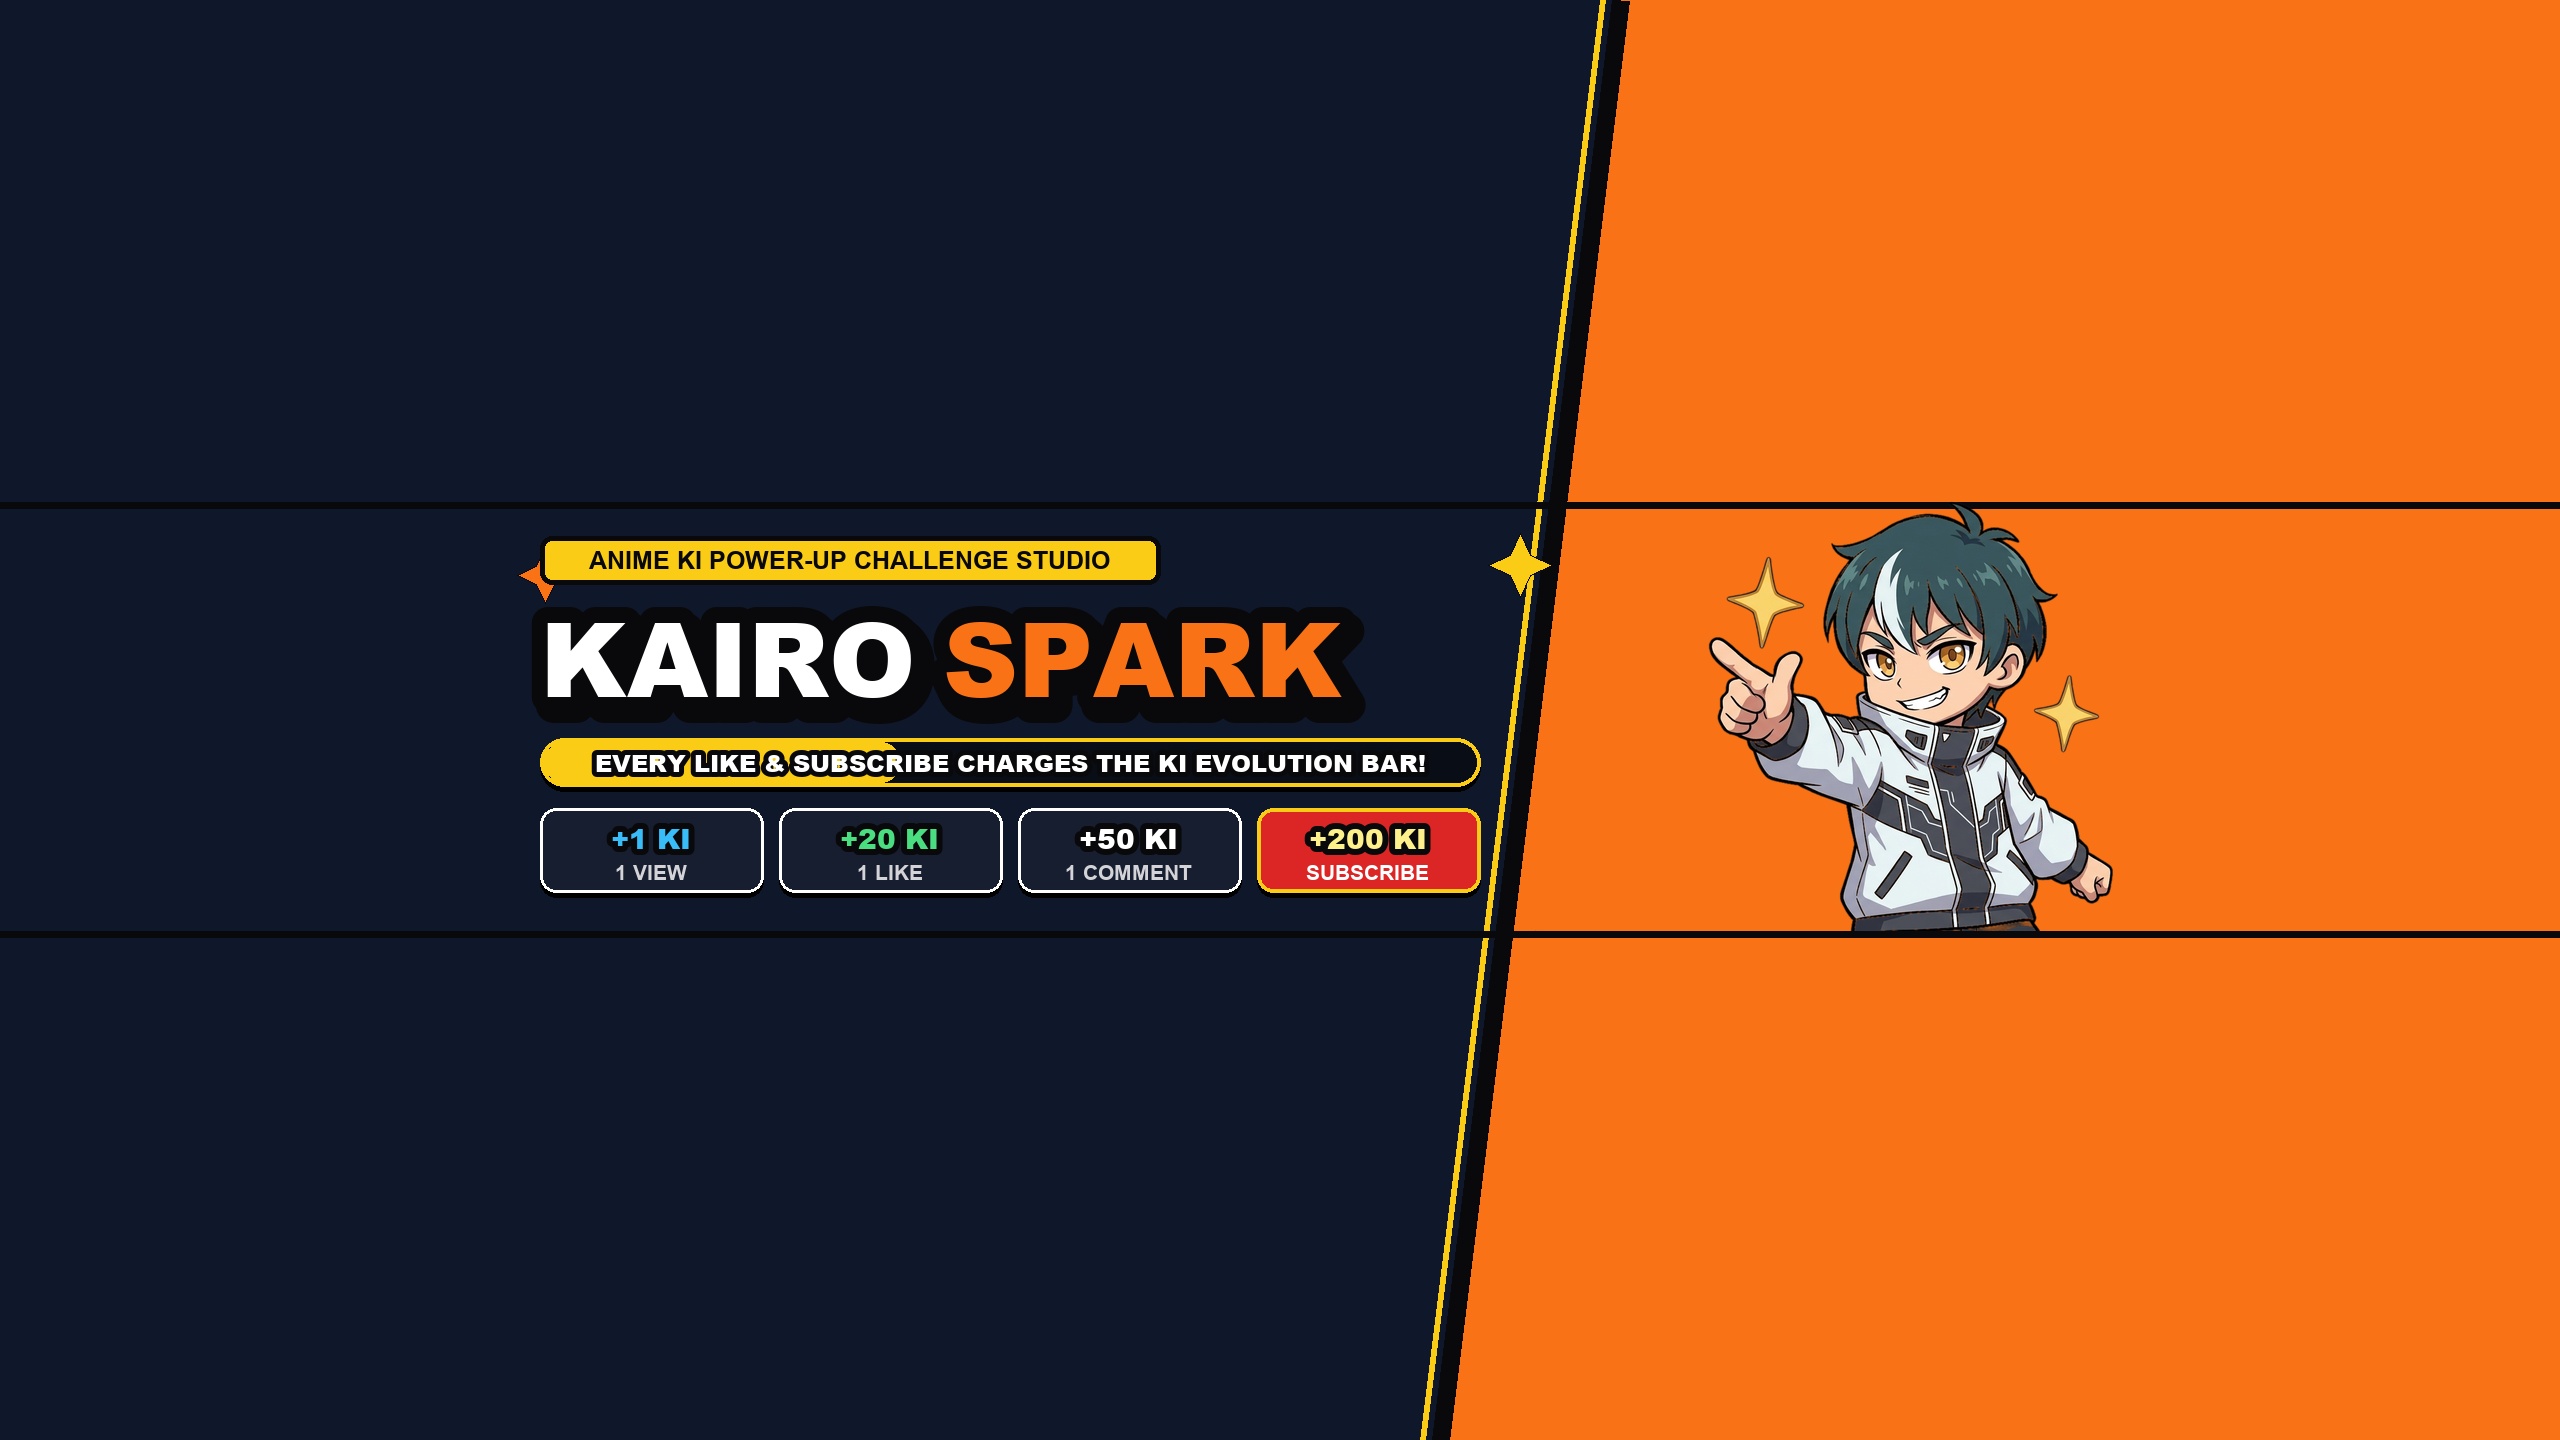 ANIME KI POWER-UP CHALLENGE STUDIO
KAIRO SPARK
EVERY LIKE & SUBSCRIBE CHARGES THE KI EVOLUTION BAR!
+1 KI
1 VIEW
+20 KI
1 LIKE
+50 KI
1 COMMENT
+200 KI
SUBSCRIBE